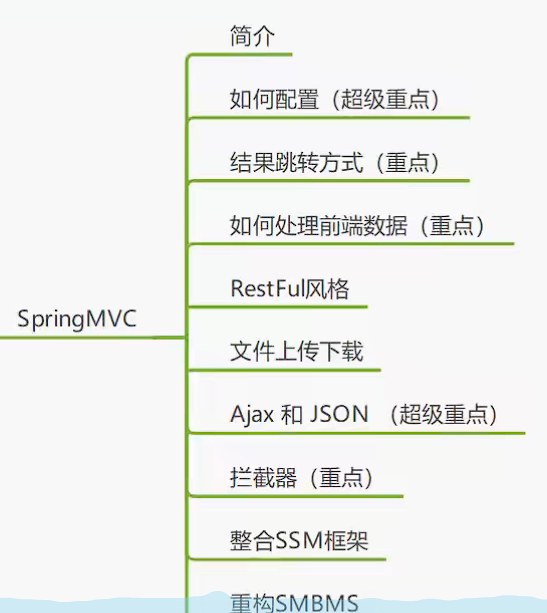 简介
如何配置（超级重点）
结果跳转方式（重点）
如何处理前端数据（重点）
RestFul风格
SpringMVC
文件上传下载
Ajax 和 JSON （超级重点）
拦截器（重点）
整合SSM框架
重构SMBMS